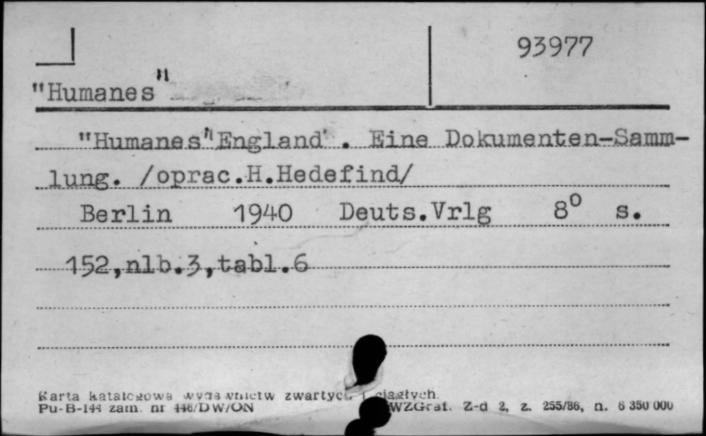 93977
"Humanes"
"Humanes" England . Eine Dokumenten-Samm-
lung. /oprac.H.Hedefind/
Berlin 1940 Deuts.Vrlg 8° s.
152,nlb.3,tabl.6
Karta katalogowa wydawnictw zwartych i ciągłych.
Pu-B-144 zam. nr 446/DW/ON WZGraf. Z-d 2, z. 255/86, n. 6 350 000